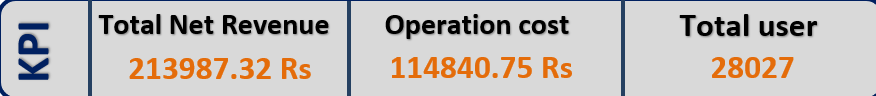 KPI
Total Net Revenue
213987.32 Rs
Operation cost
114840.75 Rs
Total user
28027